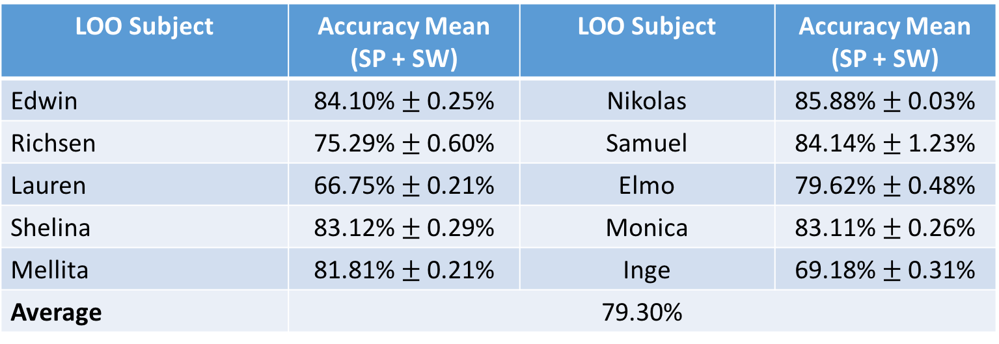 LOO Subject Accuracy Mean (SP + SW) LOO Subject Accuracy Mean (SP + SW)
Edwin 84.10% ± 0.25% Nikolas 85.88% ± 0.03%
Richsen 75.29% ± 0.60% Samuel 84.14% ± 1.23%
Lauren 66.75% ± 0.21% Elmo 79.62% ± 0.48%
Shelina 83.12% ± 0.29% Monica 83.11% ± 0.26%
Mellita 81.81% ± 0.21% Inge 69.18% ± 0.31%
Average 79.30%